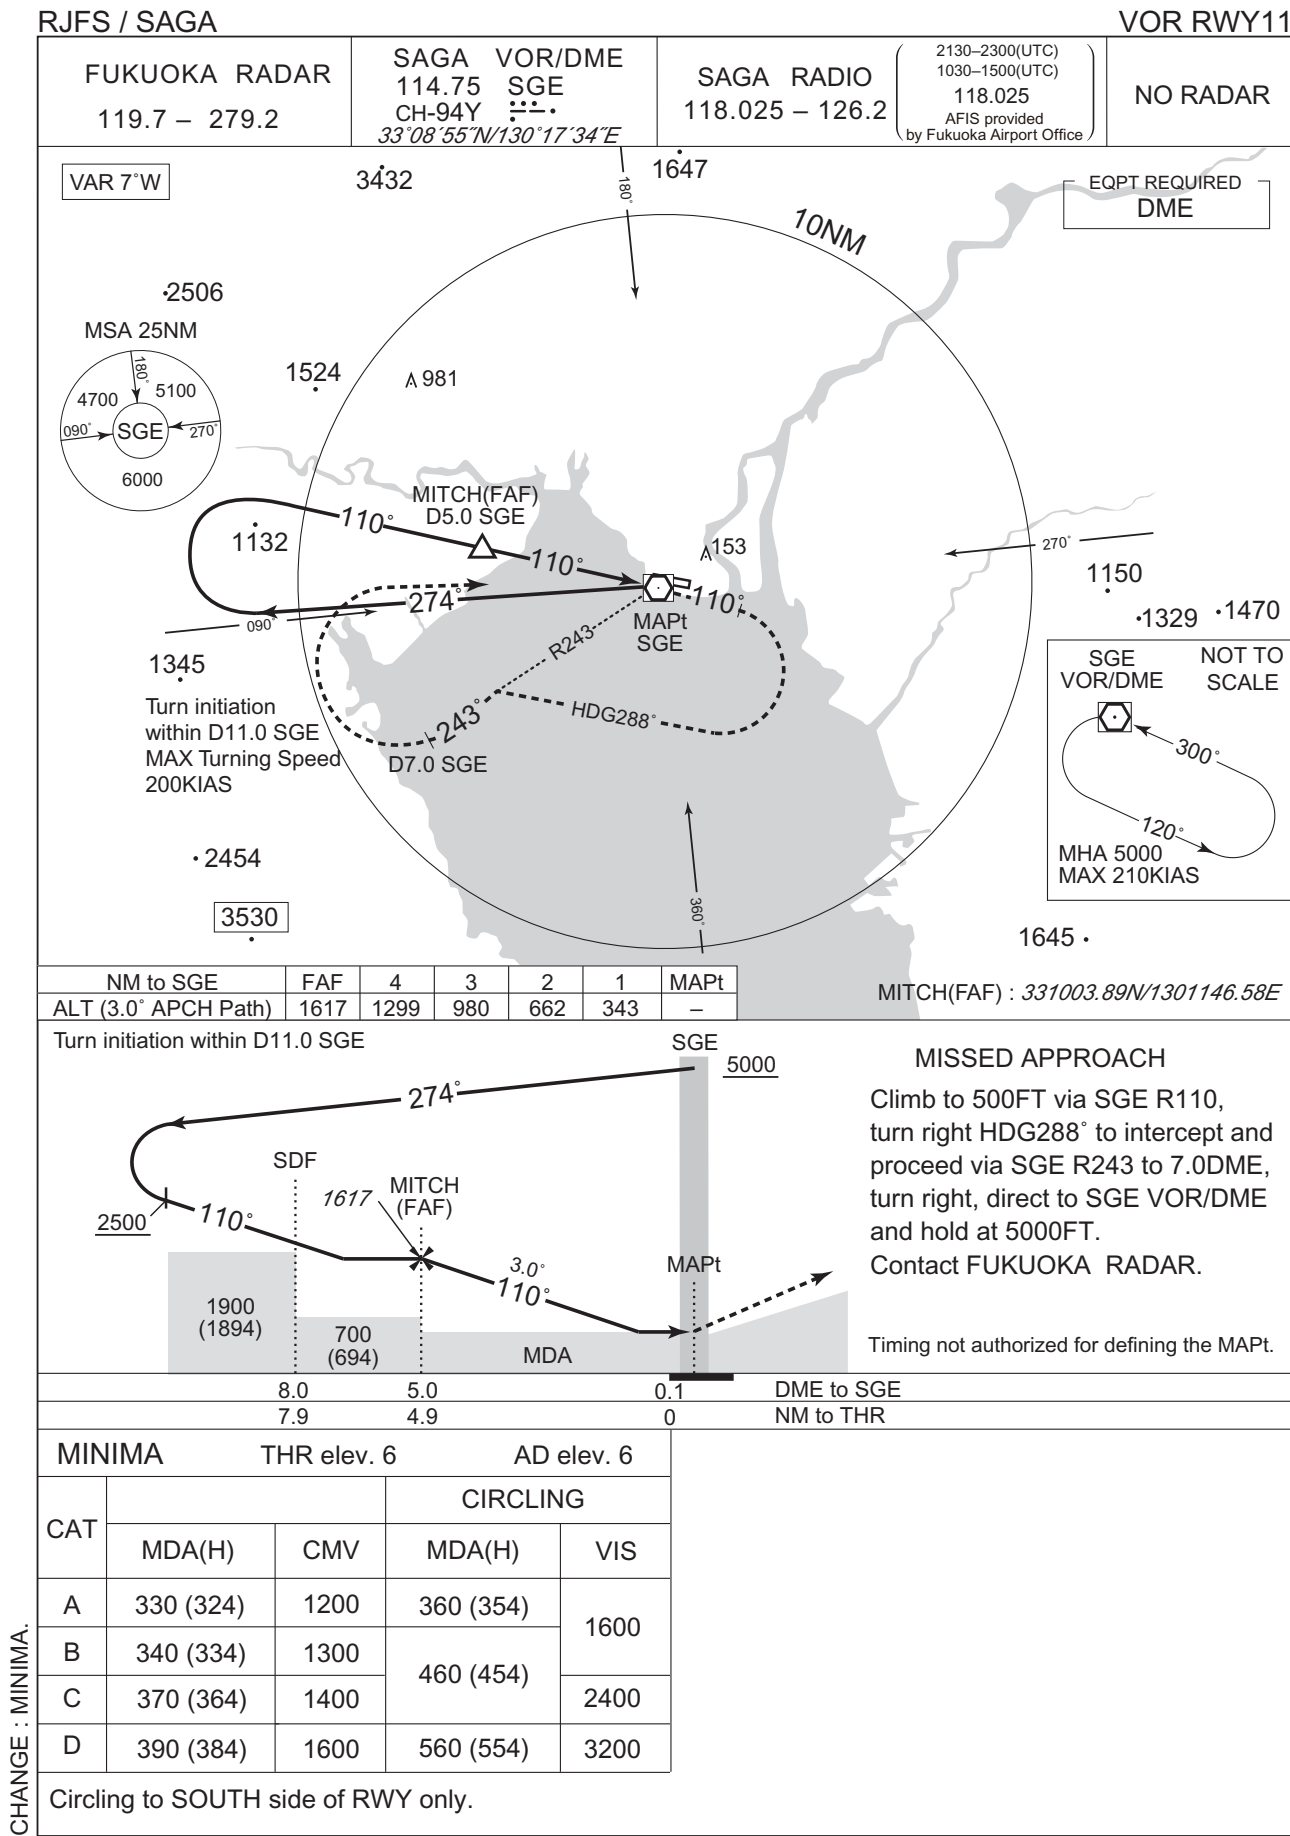 RJFS / SAGA
VOR RWY11
FUKUOKA RADAR
119.7 – 279.2
SAGA VOR/DME
114.75 SGE
CH-94Y
33°08´55˝N/130°17´34˝E
SAGA RADIO
118.025 – 126.2
2130–2300(UTC)
1030–1500(UTC)
118.025
AFIS provided
by Fukuoka Airport Office
NO RADAR
VAR 7°W
3432
180°
1647
EQPT REQUIRED
DME
10NM
2506
MSA 25NM
180°
4700
5100
090°
SGE
270°
6000
1524
981
MITCH(FAF)
D5.0 SGE
110°
1132
110°
153
270°
1150
274°
110°
090°
MAPt
SGE
1329
1470
R243
1345
Turn initiation
within D11.0 SGE
MAX Turning Speed
200KIAS
243°
HDG288°
D7.0 SGE
SGE
VOR/DME
NOT TO
SCALE
300°
120°
MHA 5000
MAX 210KIAS
2454
3530
360°
1645
NM to SGE FAF 4 3 2 1 MAPt
ALT (3.0° APCH Path) 1617 1299 980 662 343 –
MITCH(FAF) : 331003.89N/1301146.58E
Turn initiation within D11.0 SGE
SGE
5000
274°
SDF
1617
MITCH
(FAF)
2500
110°
3.0°
110°
MAPt
1900
(1894)
700
(694)
MDA
MISSED APPROACH
Climb to 500FT via SGE R110,
turn right HDG288° to intercept and
proceed via SGE R243 to 7.0DME,
turn right, direct to SGE VOR/DME
and hold at 5000FT.
Contact FUKUOKA RADAR.
Timing not authorized for defining the MAPt.
8.0 5.0 0.1 DME to SGE
7.9 4.9 0 NM to THR
MINIMA THR elev. 6 AD elev. 6
CAT
CIRCLING
MDA(H) CMV MDA(H) VIS
A 330 (324) 1200 360 (354) 1600
B 340 (334) 1300 460 (454)
C 370 (364) 1400 2400
D 390 (384) 1600 560 (554) 3200
Circling to SOUTH side of RWY only.
CHANGE : MINIMA.